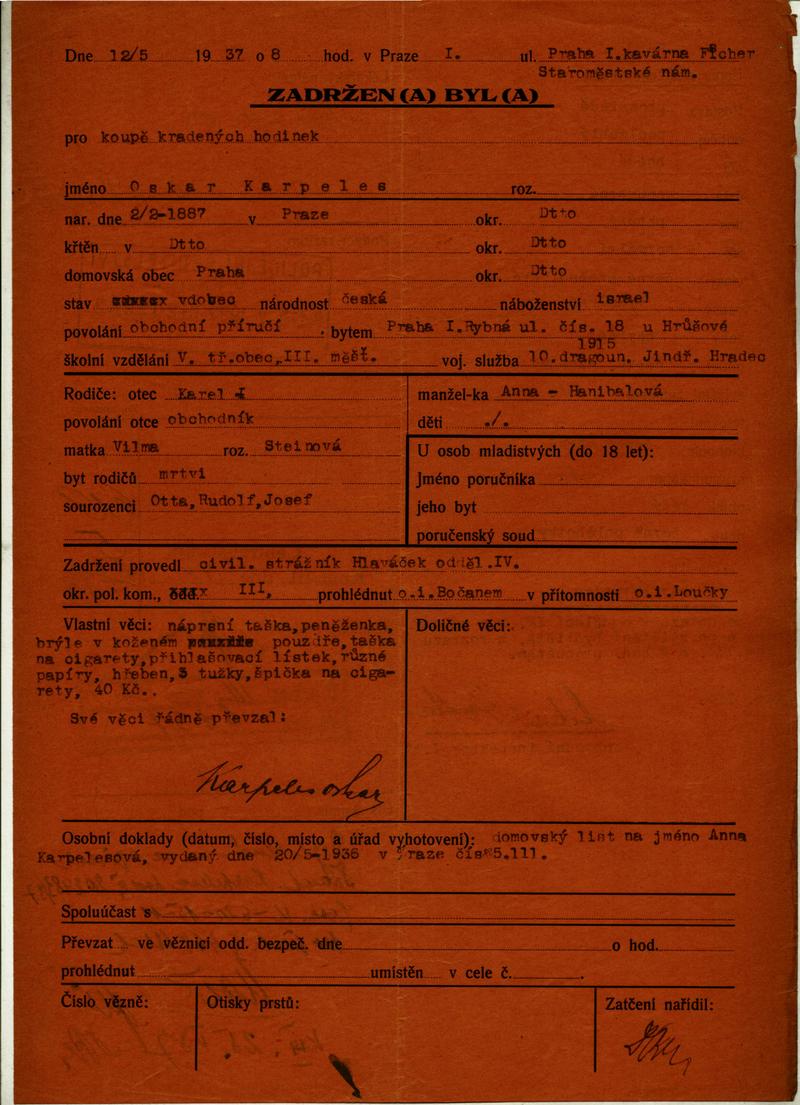 Dne 12/5 1937 o 8 hod. v Praze I. ul. Praha I.kavárna Ficher
Staroměstské nám.
ZADRŽEN(A) BYL(A)
pro koupě kradených hodinek
jméno Oskar Karpeles roz.
nar. dne 2/2-1887 v Praze okr. Dtto
křtěn v Dtto okr. Dtto
domovská obec Praha okr. Dtto
stav vdobec národnost česká náboženství israel
povolání obchodní příručí bytem Praha I.Rybná ul. čís. 18 u Hrůšové
1915
školní vzdělání V. tř.obec,III. měšt. voj. služba 10.dragoun. Jindř. Hradec
Rodiče: otec Karel
povolání otce obchodník
matka Vilma roz. Steinová
byt rodičů mrtvi
sourozenci Otta,Rudolf,Josef
manžel-ka Anna - Hanibalová
děti ./.
U osob mladistvých (do 18 let):
Jméno poručníka
jeho byt
poručenský soud
Zadržení provedl civil. strážník Hlaváček odděl.IV.
okr. pol. kom., III, prohlédnut o.i.Bočanem v přítomnosti o.i.Loučky
Vlastní věci: náprsní taška,peněženka,
brýle v koženém pouzdře,taška
na cigarety,přihlašovací lístek,různé
papíry, hřeben,3 tužky,špička na ciga-
rety, 40 Kč..
Své věci řádně převzal:
Karpeles Oskar
Doličné věci:
Osobní doklady (datum, číslo, místo a úřad vyhotovení): domovský list na jméno Anna
Karpelesová, vydaný dne 20/5-1936 v Praze čís.5.111.
Spoluúčast s
Převzat ve věznici odd. bezpeč. dne o hod.
prohlédnut umístěn v cele č.
Číslo vězně:
Otisky prstů:
Zatčení nařídil: